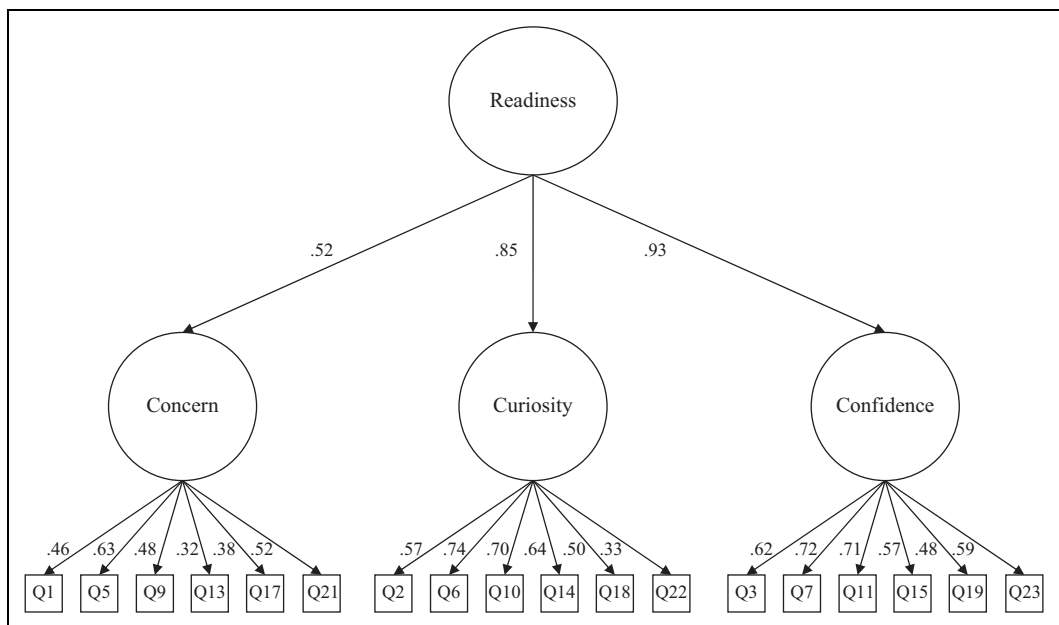 Readiness
.52 .85 .93
Concern Curiosity Confidence
.46 .63 .48 .32 .38 .52 .57 .74 .70 .64 .50 .33 .62 .72 .71 .57 .48 .59
Q1 Q5 Q9 Q13 Q17 Q21 Q2 Q6 Q10 Q14 Q18 Q22 Q3 Q7 Q11 Q15 Q19 Q23